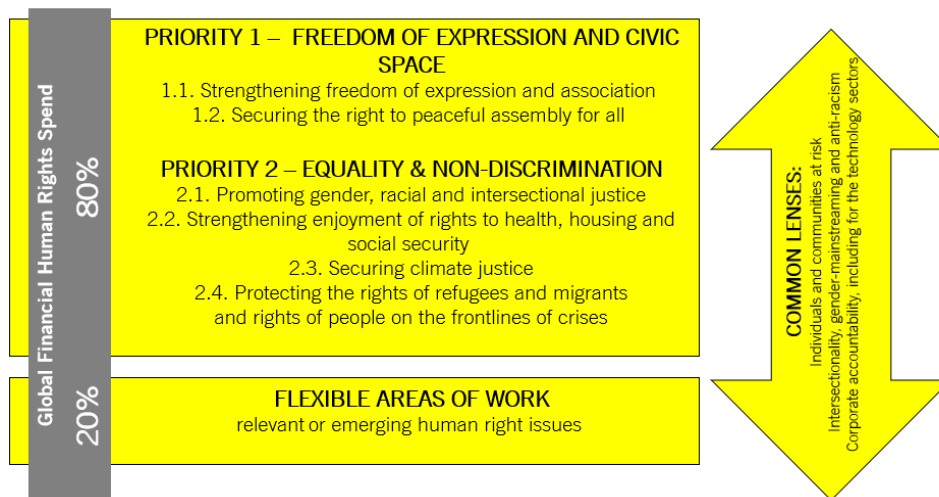 Global Financial Human Rights Spend
80%
20%
PRIORITY 1 – FREEDOM OF EXPRESSION AND CIVIC
SPACE
1.1. Strengthening freedom of expression and association
1.2. Securing the right to peaceful assembly for all
PRIORITY 2 – EQUALITY & NON-DISCRIMINATION
2.1. Promoting gender, racial and intersectional justice
2.2. Strengthening enjoyment of rights to health, housing and
social security
2.3. Securing climate justice
2.4. Protecting the rights of refugees and migrants
and rights of people on the frontlines of crises
FLEXIBLE AREAS OF WORK
relevant or emerging human right issues
COMMON LENSES:
Individuals and communities at risk
Intersectionality, gender-mainstreaming and anti-racism
Corporate accountability, including for the technology sectors